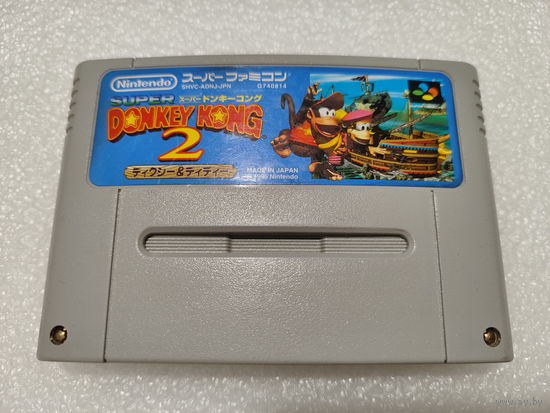 Nintendo スーパーファミコン
SHVC-ADNJ-JPN G740814
SUPER スーパードンキーコング
DONKEY KONG
2
ディクシー&ディディー
MADE IN JAPAN
Nintendo